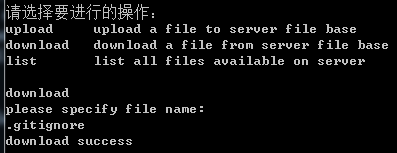 请选择要进行的操作：
upload     upload a file to server file base
download   download a file from server file base
list       list all files available on server
download
please specify file name:
.gitignore
download success